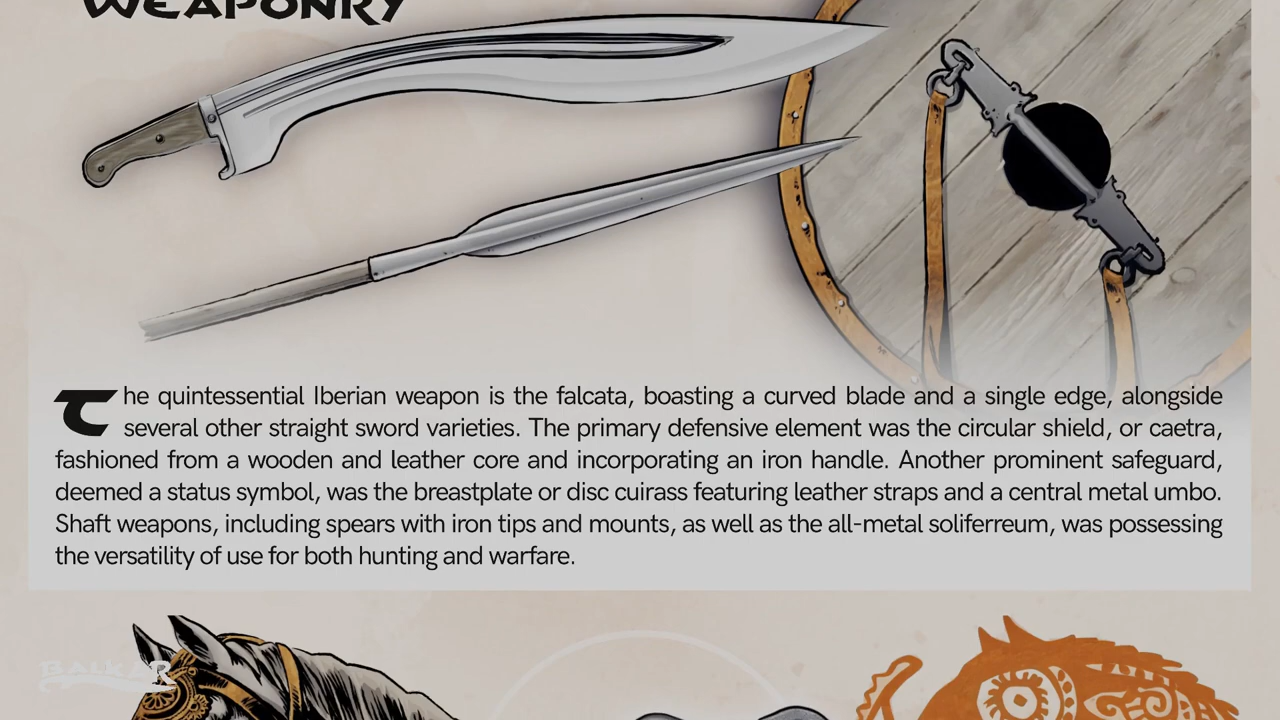 WEAPONRY
The quintessential Iberian weapon is the falcata, boasting a curved blade and a single edge, alongside
several other straight sword varieties. The primary defensive element was the circular shield, or caetra,
fashioned from a wooden and leather core and incorporating an iron handle. Another prominent safeguard,
deemed a status symbol, was the breastplate or disc cuirass featuring leather straps and a central metal umbo.
Shaft weapons, including spears with iron tips and mounts, as well as the all-metal soliferreum, was possessing
the versatility of use for both hunting and warfare.
BALKAR